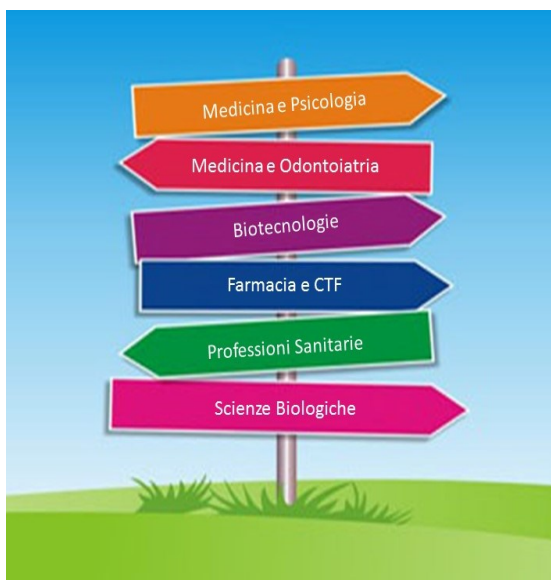 Medicina e Psicologia
Medicina e Odontoiatria
Biotecnologie
Farmacia e CTF
Professioni Sanitarie
Scienze Biologiche